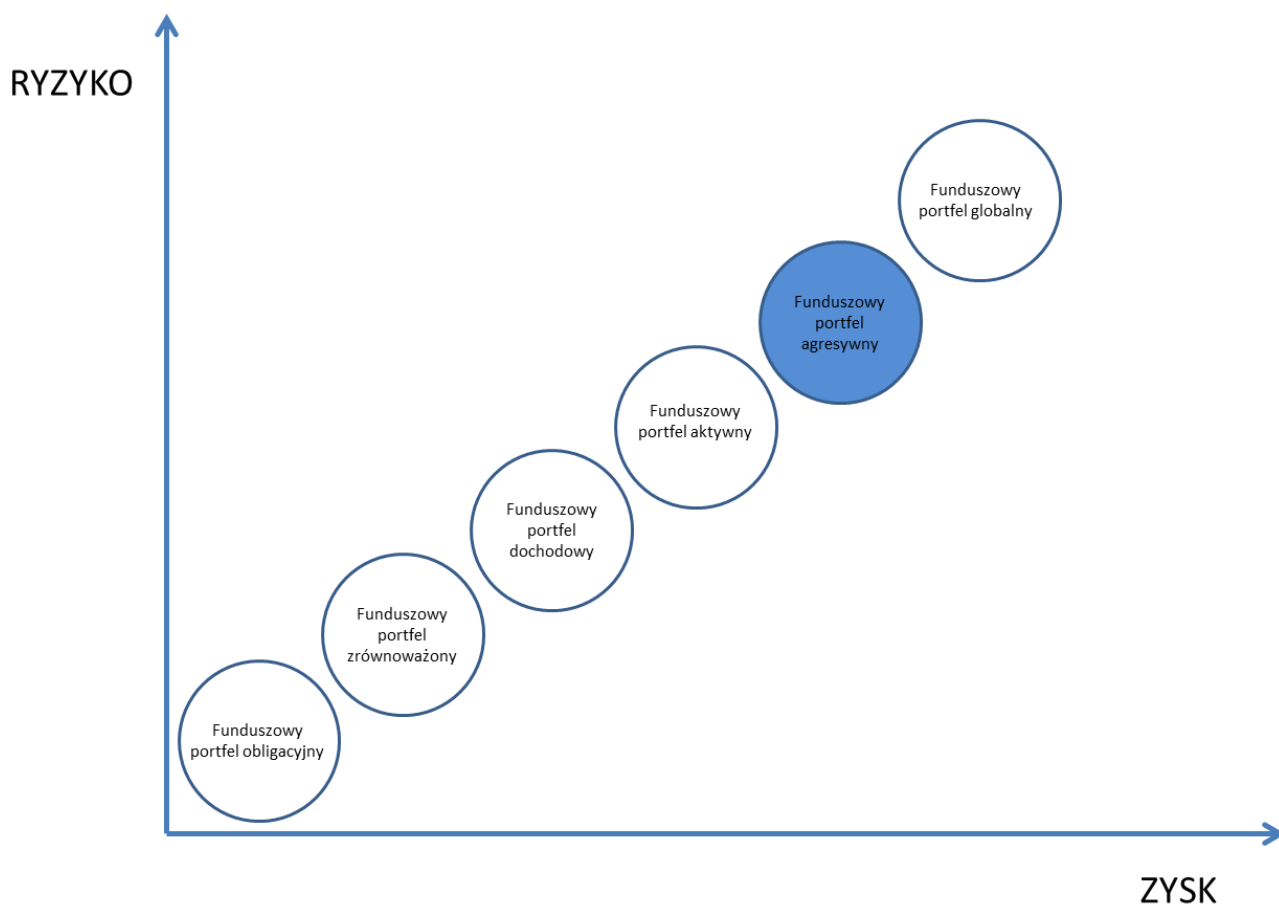 RYZYKO
Funduszowy
portfel globalny
Funduszowy
portfel
agresywny
Funduszowy
portfel aktywny
Funduszowy
portfel
dochodowy
Funduszowy
portfel
zrównoważony
Funduszowy
portfel obligacyjny
ZYSK